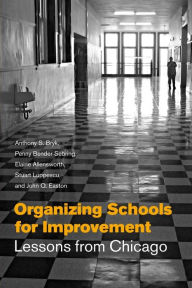 Anthony S. Bryk,
Penny Bender Sebring,
Elaine Allensworth,
Stuart Luppescu,
and John Q. Easton
Organizing Schools
for Improvement
Lessons from Chicago